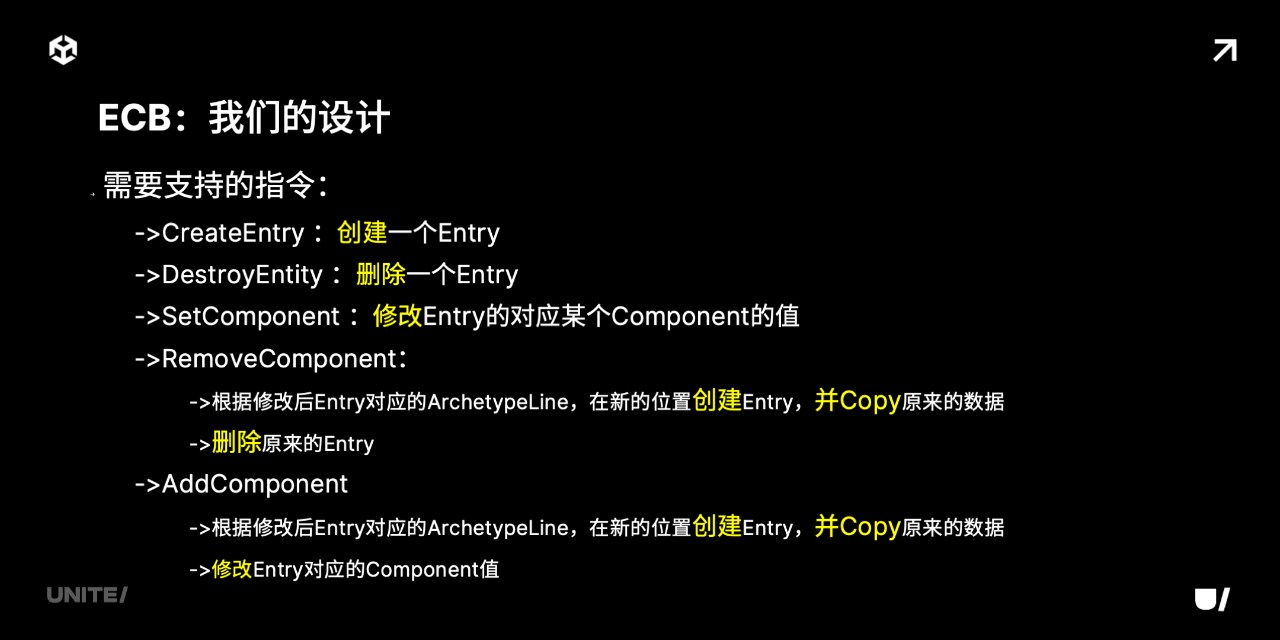 ECB：我们的设计
需要支持的指令：
->CreateEntry ：创建一个Entry
->DestroyEntity ：删除一个Entry
->SetComponent ：修改Entry的对应某个Component的值
->RemoveComponent：
->根据修改后Entry对应的ArchetypeLine，在新的位置创建Entry，并Copy原来的数据
->删除原来的Entry
->AddComponent
->根据修改后Entry对应的ArchetypeLine，在新的位置创建Entry，并Copy原来的数据
->修改Entry对应的Component值
UNITE/
U/